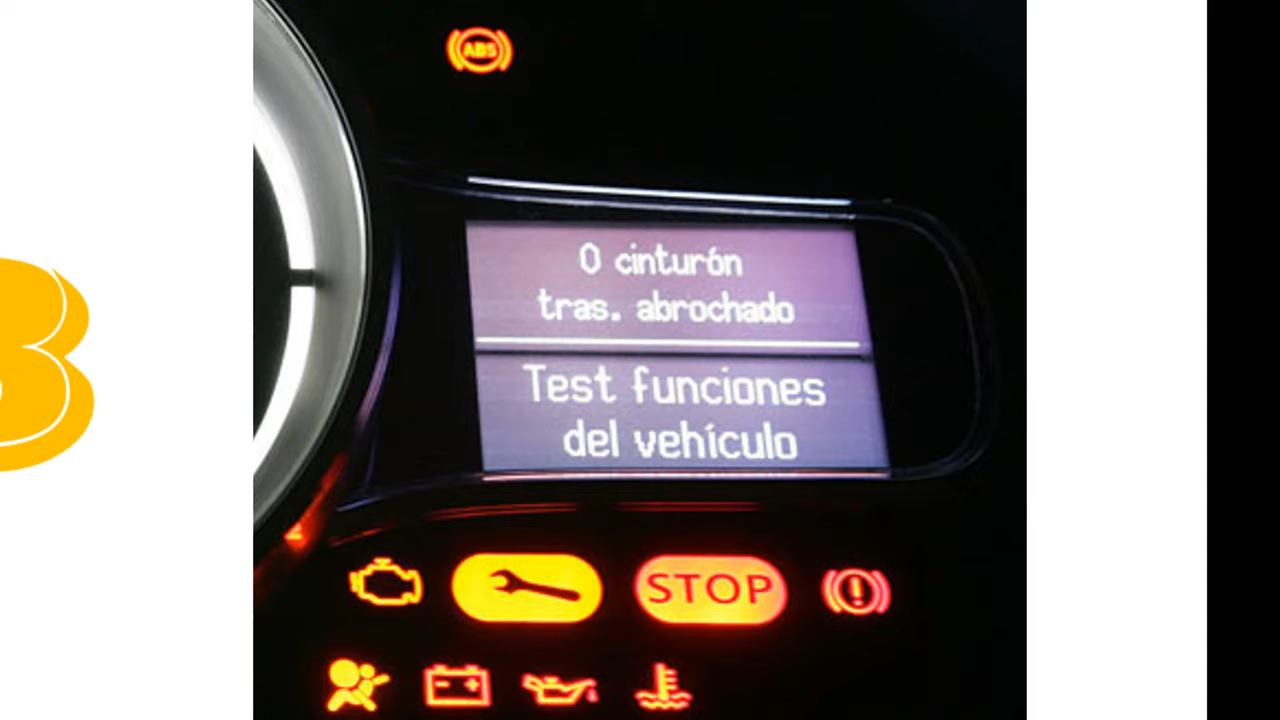 ABS
0 cinturón
tras. abrochado
Test funciones
del vehículo
STOP